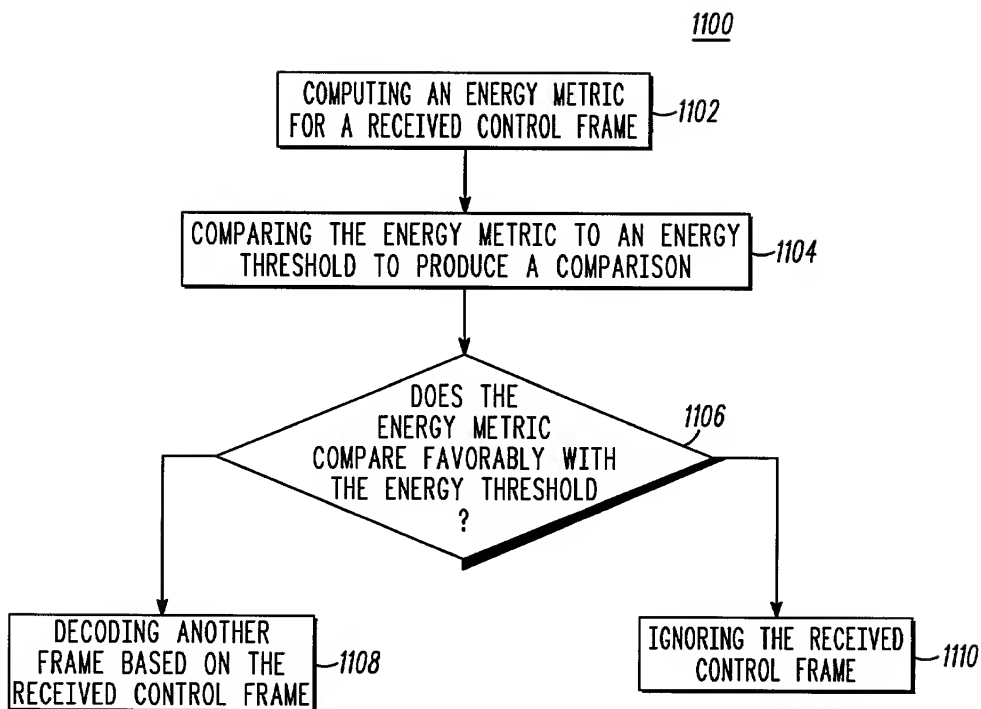 1100
COMPUTING AN ENERGY METRIC
FOR A RECEIVED CONTROL FRAME
1102
COMPARING THE ENERGY METRIC TO AN ENERGY
THRESHOLD TO PRODUCE A COMPARISON
1104
DOES THE
ENERGY METRIC
COMPARE FAVORABLY WITH
THE ENERGY THRESHOLD
?
1106
DECODING ANOTHER
FRAME BASED ON THE
RECEIVED CONTROL FRAME
1108
IGNORING THE RECEIVED
CONTROL FRAME
1110